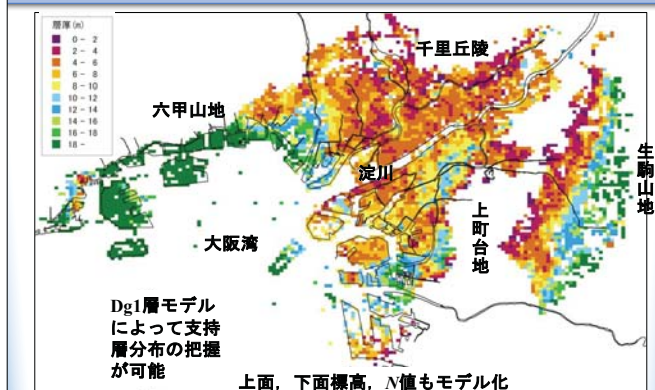 層厚(m)
0 - 2
2 - 4
4 - 6
6 - 8
8 - 10
10 - 12
12 - 14
14 - 16
16 - 18
18 -
千里丘陵
六甲山地
淀川
生駒山地
上町台地
大阪湾
Dg1層モデル
によって支持
層分布の把握
が可能
上面，下面標高，N値もモデル化